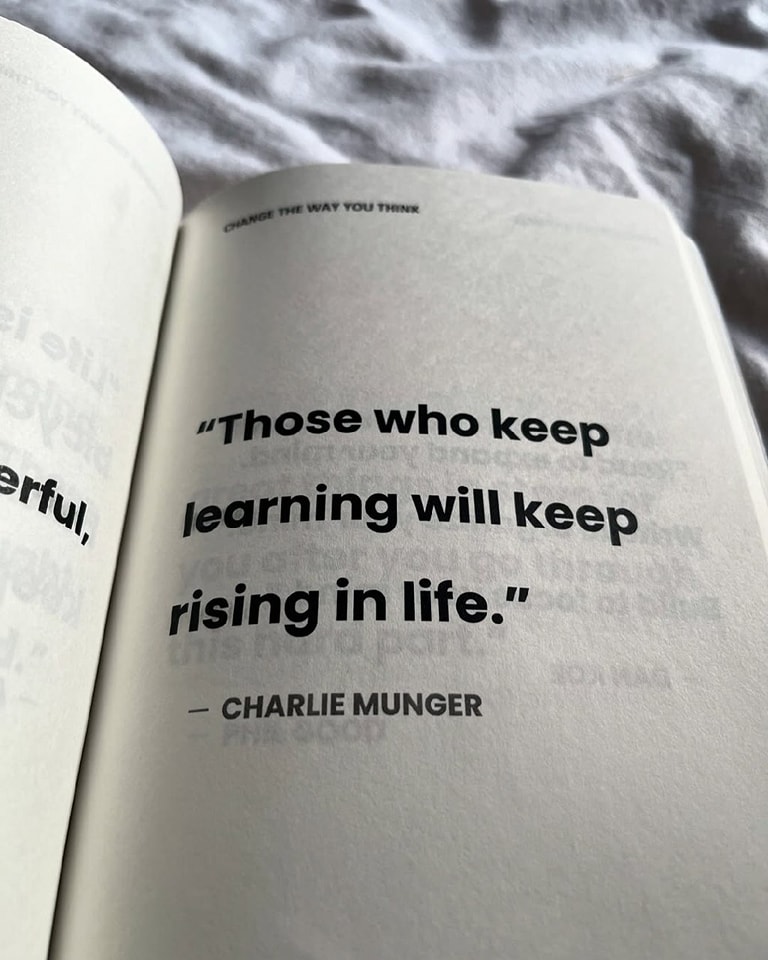 CHANGE THE WAY YOU THINK
erful,
“Those who keep
learning will keep
rising in life.”
— CHARLIE MUNGER